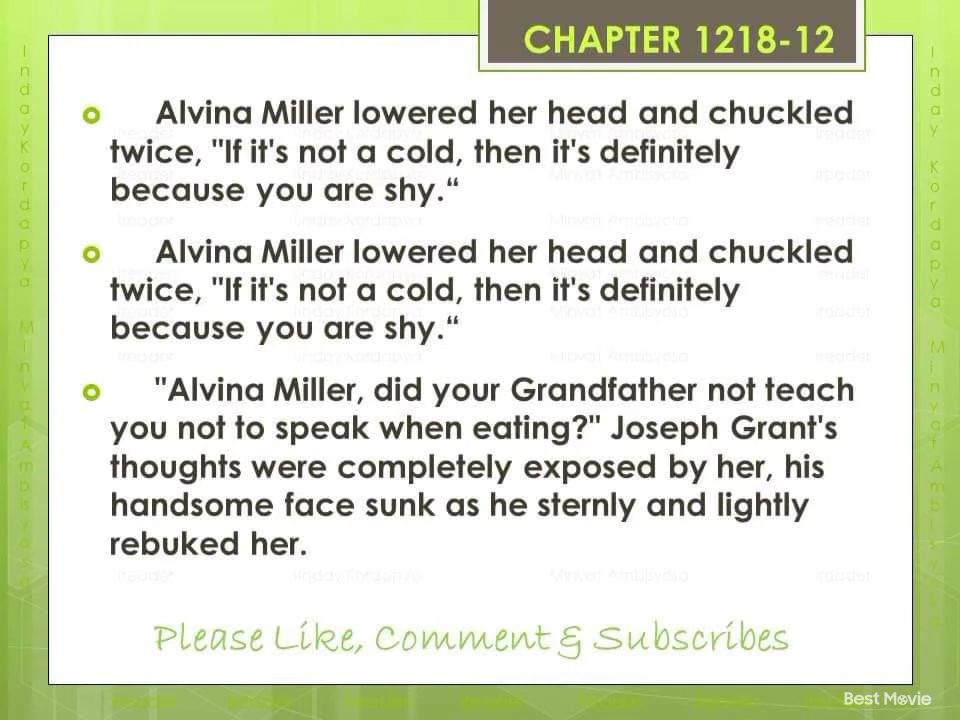 CHAPTER 1218-12
Alvina Miller lowered her head and chuckled
twice, "If it's not a cold, then it's definitely
because you are shy.“
Alvina Miller lowered her head and chuckled
twice, "If it's not a cold, then it's definitely
because you are shy.“
"Alvina Miller, did your Grandfather not teach
you not to speak when eating?" Joseph Grant's
thoughts were completely exposed by her, his
handsome face sunk as he sternly and lightly
rebuked her.
Please Like, Comment & Subscribes
Best Movie